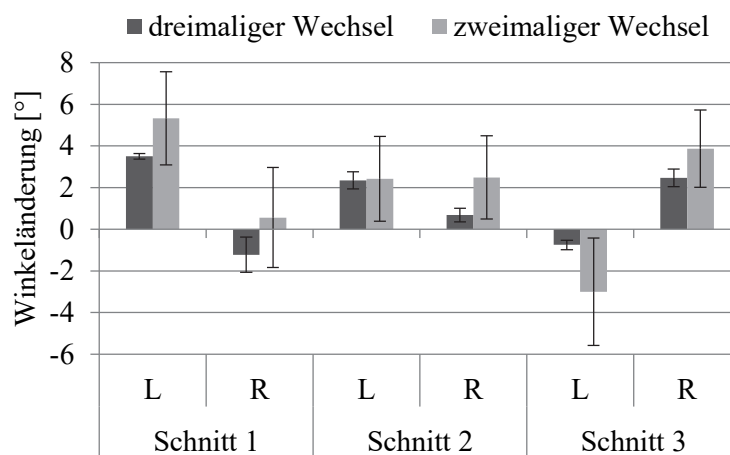 dreimaliger Wechsel zweimaliger Wechsel
Winkeländerung [°]
8
6
4
2
0
-2
-4
-6
L R L R L R
Schnitt 1 Schnitt 2 Schnitt 3